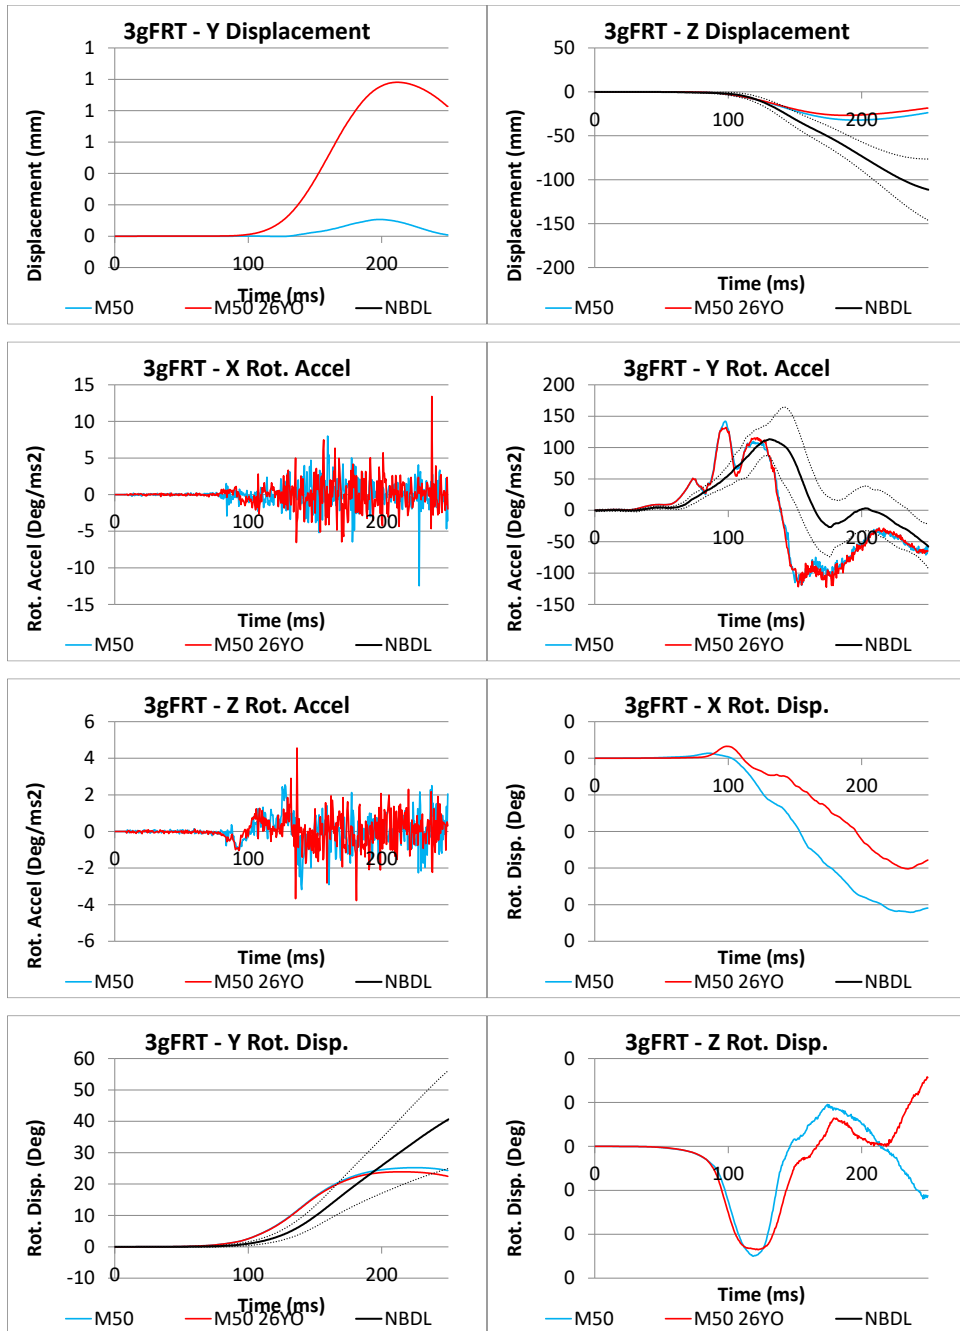 3gFRT - Y Displacement
1
1
1
1
0
0
0
0
0
100
200
Displacement (mm)
Time (ms)
M50
M50 26YO
NBDL
3gFRT - Z Displacement
50
0
-50
-100
-150
-200
0
100
200
Displacement (mm)
Time (ms)
M50
M50 26YO
NBDL
3gFRT - X Rot. Accel
15
10
5
0
-5
-10
-15
0
100
200
Rot. Accel (Deg/ms2)
Time (ms)
M50
M50 26YO
NBDL
3gFRT - Y Rot. Accel
200
150
100
50
0
-50
-100
-150
0
100
200
Rot. Accel (Deg/ms2)
Time (ms)
M50
M50 26YO
NBDL
3gFRT - Z Rot. Accel
6
4
2
0
-2
-4
-6
0
100
200
Rot. Accel (Deg/ms2)
Time (ms)
M50
M50 26YO
NBDL
3gFRT - X Rot. Disp.
0
0
0
0
0
0
0
0
100
200
Rot. Disp. (Deg)
Time (ms)
M50
M50 26YO
NBDL
3gFRT - Y Rot. Disp.
60
50
40
30
20
10
0
-10
0
100
200
Rot. Disp. (Deg)
Time (ms)
M50
M50 26YO
NBDL
3gFRT - Z Rot. Disp.
0
0
0
0
0
0
0
100
200
Rot. Disp. (Deg)
Time (ms)
M50
M50 26YO
NBDL